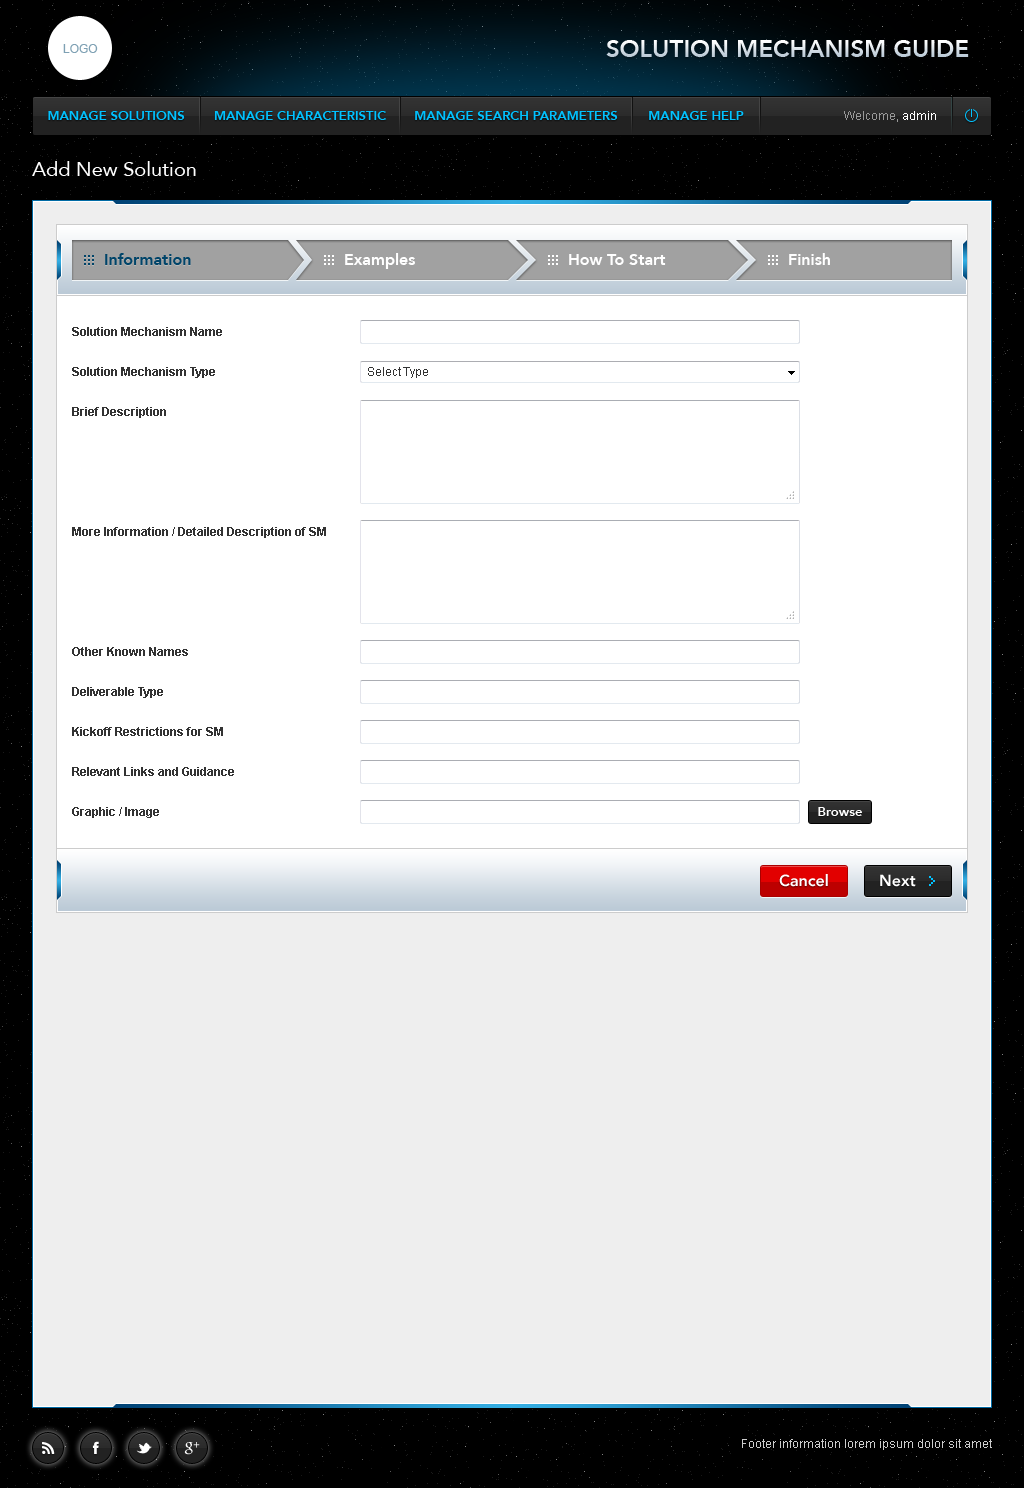 LOGO
SOLUTION MECHANISM GUIDE
MANAGE SOLUTIONS MANAGE CHARACTERISTIC MANAGE SEARCH PARAMETERS MANAGE HELP Welcome, admin
Add New Solution
Information Examples How To Start Finish
Solution Mechanism Name
Solution Mechanism Type Select Type
Brief Description
More Information / Detailed Description of SM
Other Known Names
Deliverable Type
Kickoff Restrictions for SM
Relevant Links and Guidance
Graphic / Image Browse
Cancel Next
f g+ Footer information lorem ipsum dolor sit amet